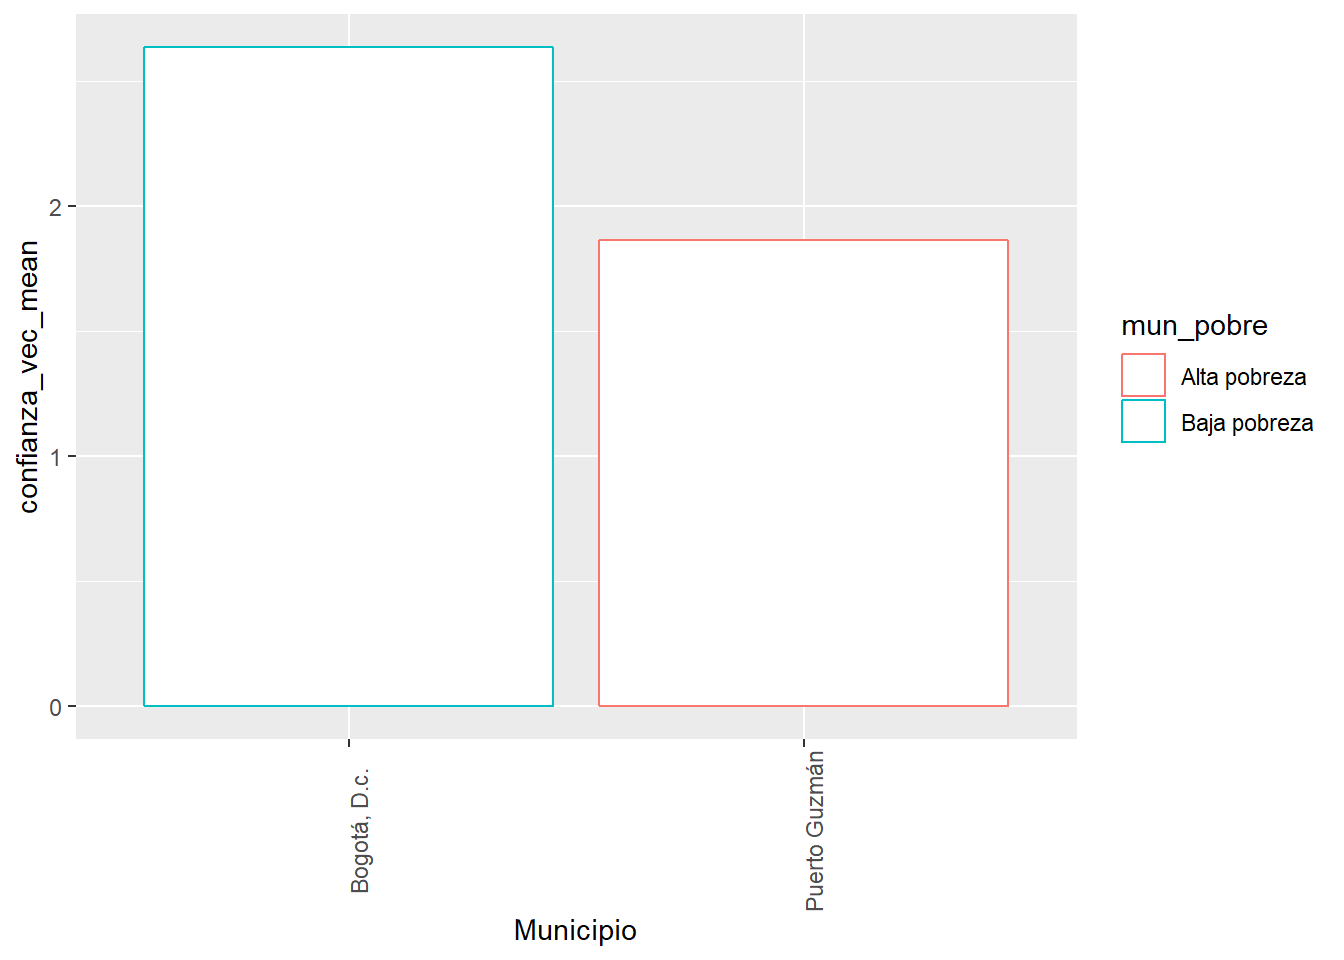 confianza_vec_mean
2
1
0
Bogotá, D.c.
Puerto Guzmán
Municipio
mun_pobre
Alta pobreza
Baja pobreza